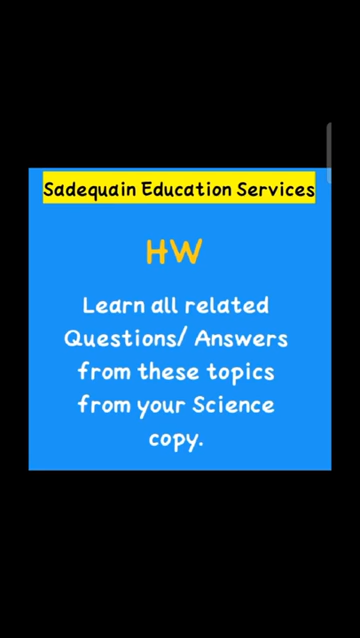 Sadequain Education Services
HW
Learn all related
Questions/ Answers
from these topics
from your Science
copy.